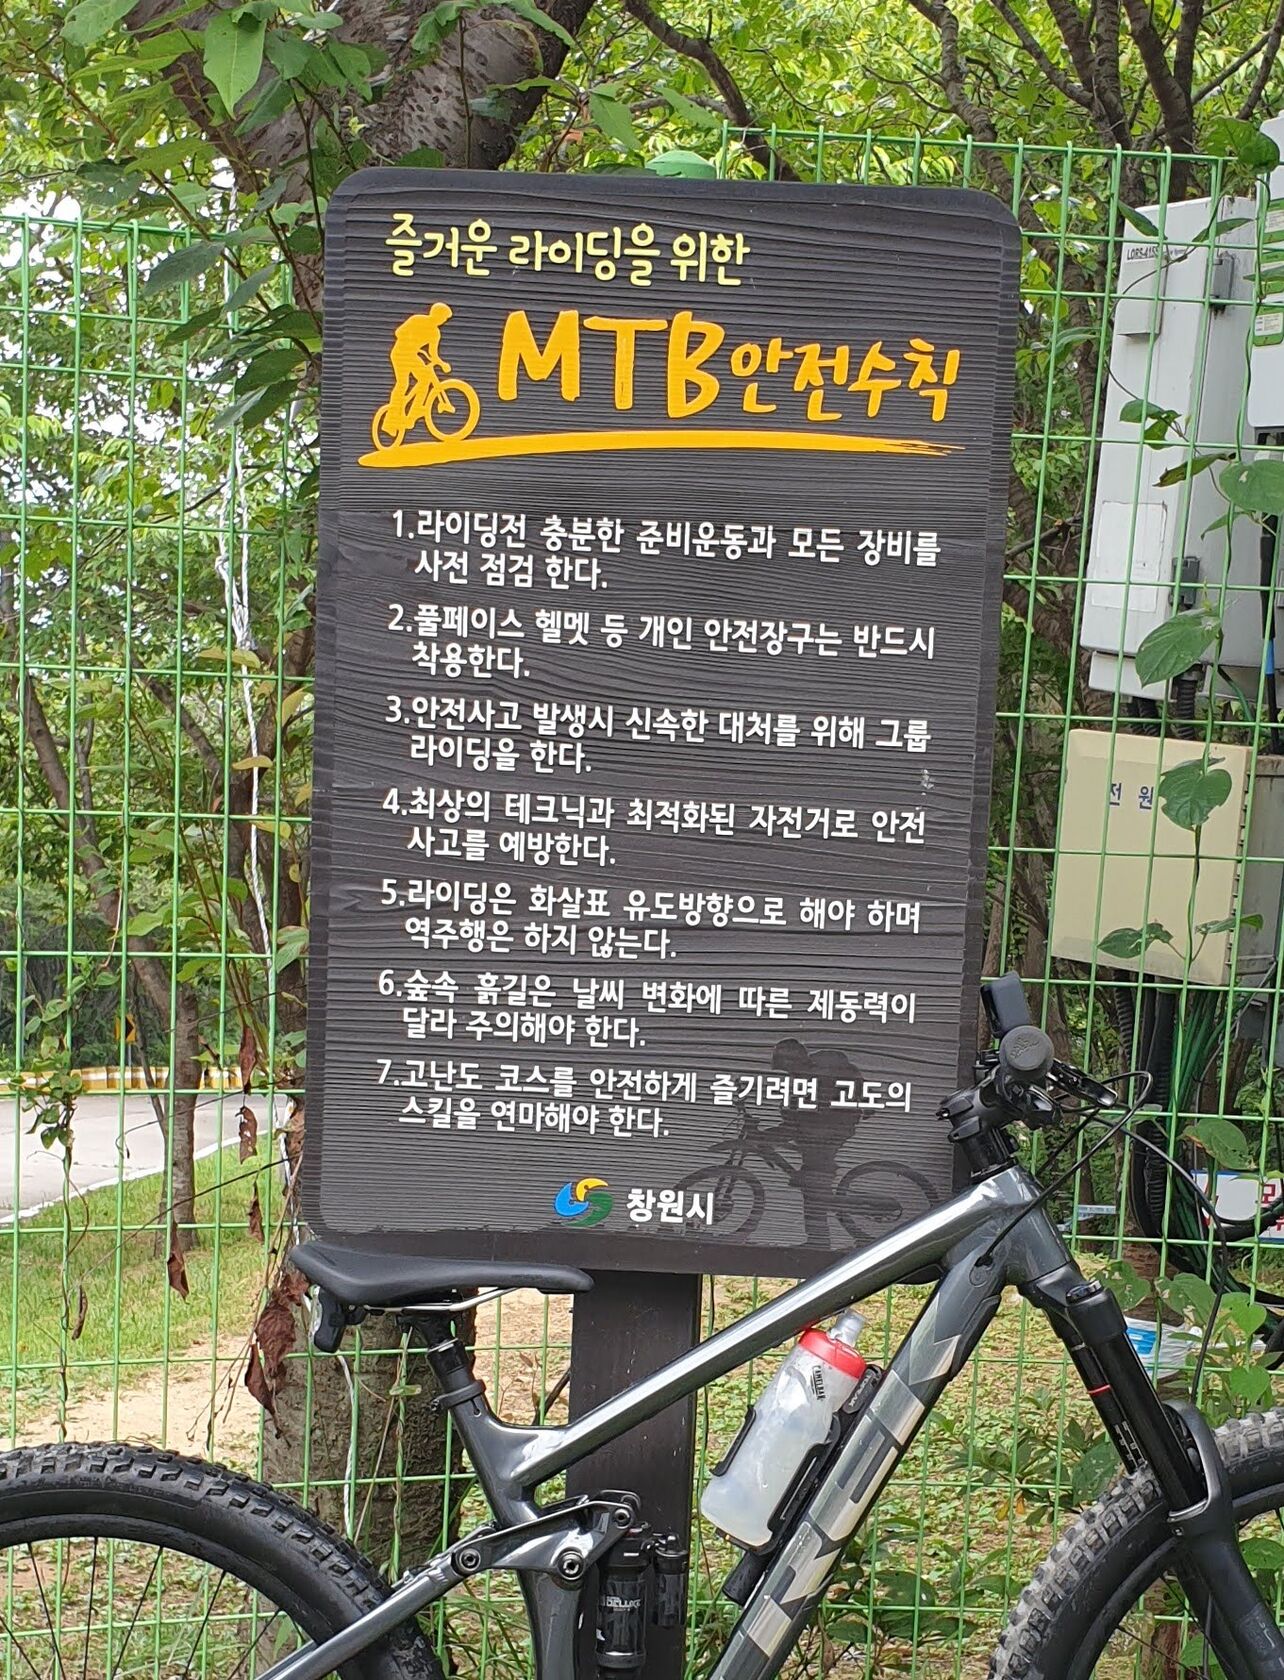 즐거운 라이딩을 위한
MTB 안전수칙
1.라이딩전 충분한 준비운동과 모든 장비를
사전 점검 한다.
2.풀페이스 헬멧 등 개인 안전장구는 반드시
착용한다.
3.안전사고 발생시 신속한 대처를 위해 그룹
라이딩을 한다.
4.최상의 테크닉과 최적화된 자전거로 안전
사고를 예방한다.
5.라이딩은 화살표 유도방향으로 해야 하며
역주행은 하지 않는다.
6.숲속 흙길은 날씨 변화에 따른 제동력이
달라 주의해야 한다.
7.고난도 코스를 안전하게 즐기려면 고도의
스킬을 연마해야 한다.
창원시
전원
CAMELBAK